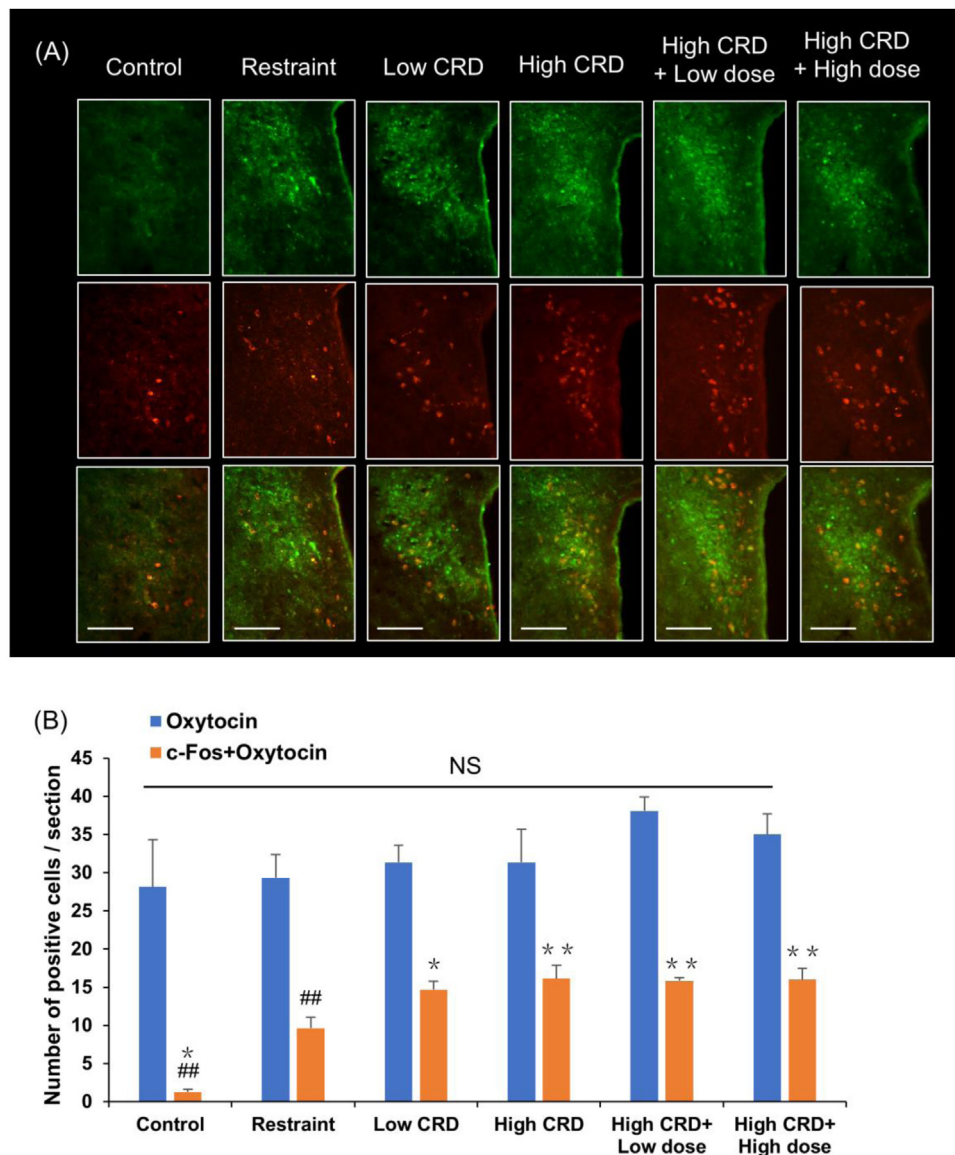 (A)
Control
Restraint
Low CRD
High CRD
High CRD
+ Low dose
High CRD
+ High dose
(B)
Oxytocin
c-Fos+Oxytocin
NS
Number of positive cells / section
45
40
35
30
25
20
15
10
5
0
*
##
##
*
* *
* *
* *
Control
Restraint
Low CRD
High CRD
High CRD+
Low dose
High CRD+
High dose